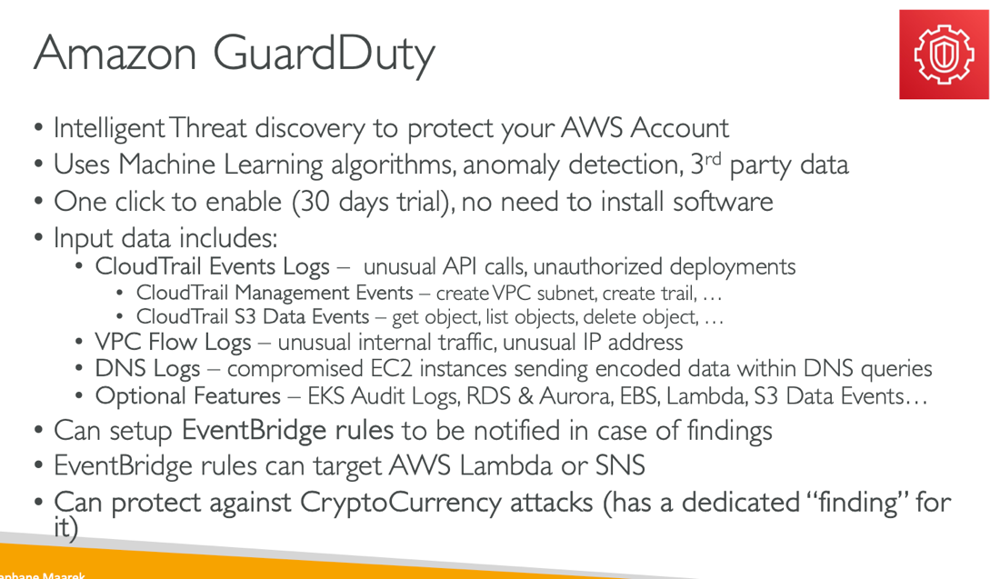 Amazon GuardDuty
• Intelligent Threat discovery to protect your AWS Account
• Uses Machine Learning algorithms, anomaly detection, 3rd party data
• One click to enable (30 days trial), no need to install software
• Input data includes:
• CloudTrail Events Logs – unusual API calls, unauthorized deployments
• CloudTrail Management Events – create VPC subnet, create trail, …
• CloudTrail S3 Data Events – get object, list objects, delete object, …
• VPC Flow Logs – unusual internal traffic, unusual IP address
• DNS Logs – compromised EC2 instances sending encoded data within DNS queries
• Optional Features – EKS Audit Logs, RDS & Aurora, EBS, Lambda, S3 Data Events…
• Can setup EventBridge rules to be notified in case of findings
• EventBridge rules can target AWS Lambda or SNS
• Can protect against CryptoCurrency attacks (has a dedicated “finding” for
it)
Maarek